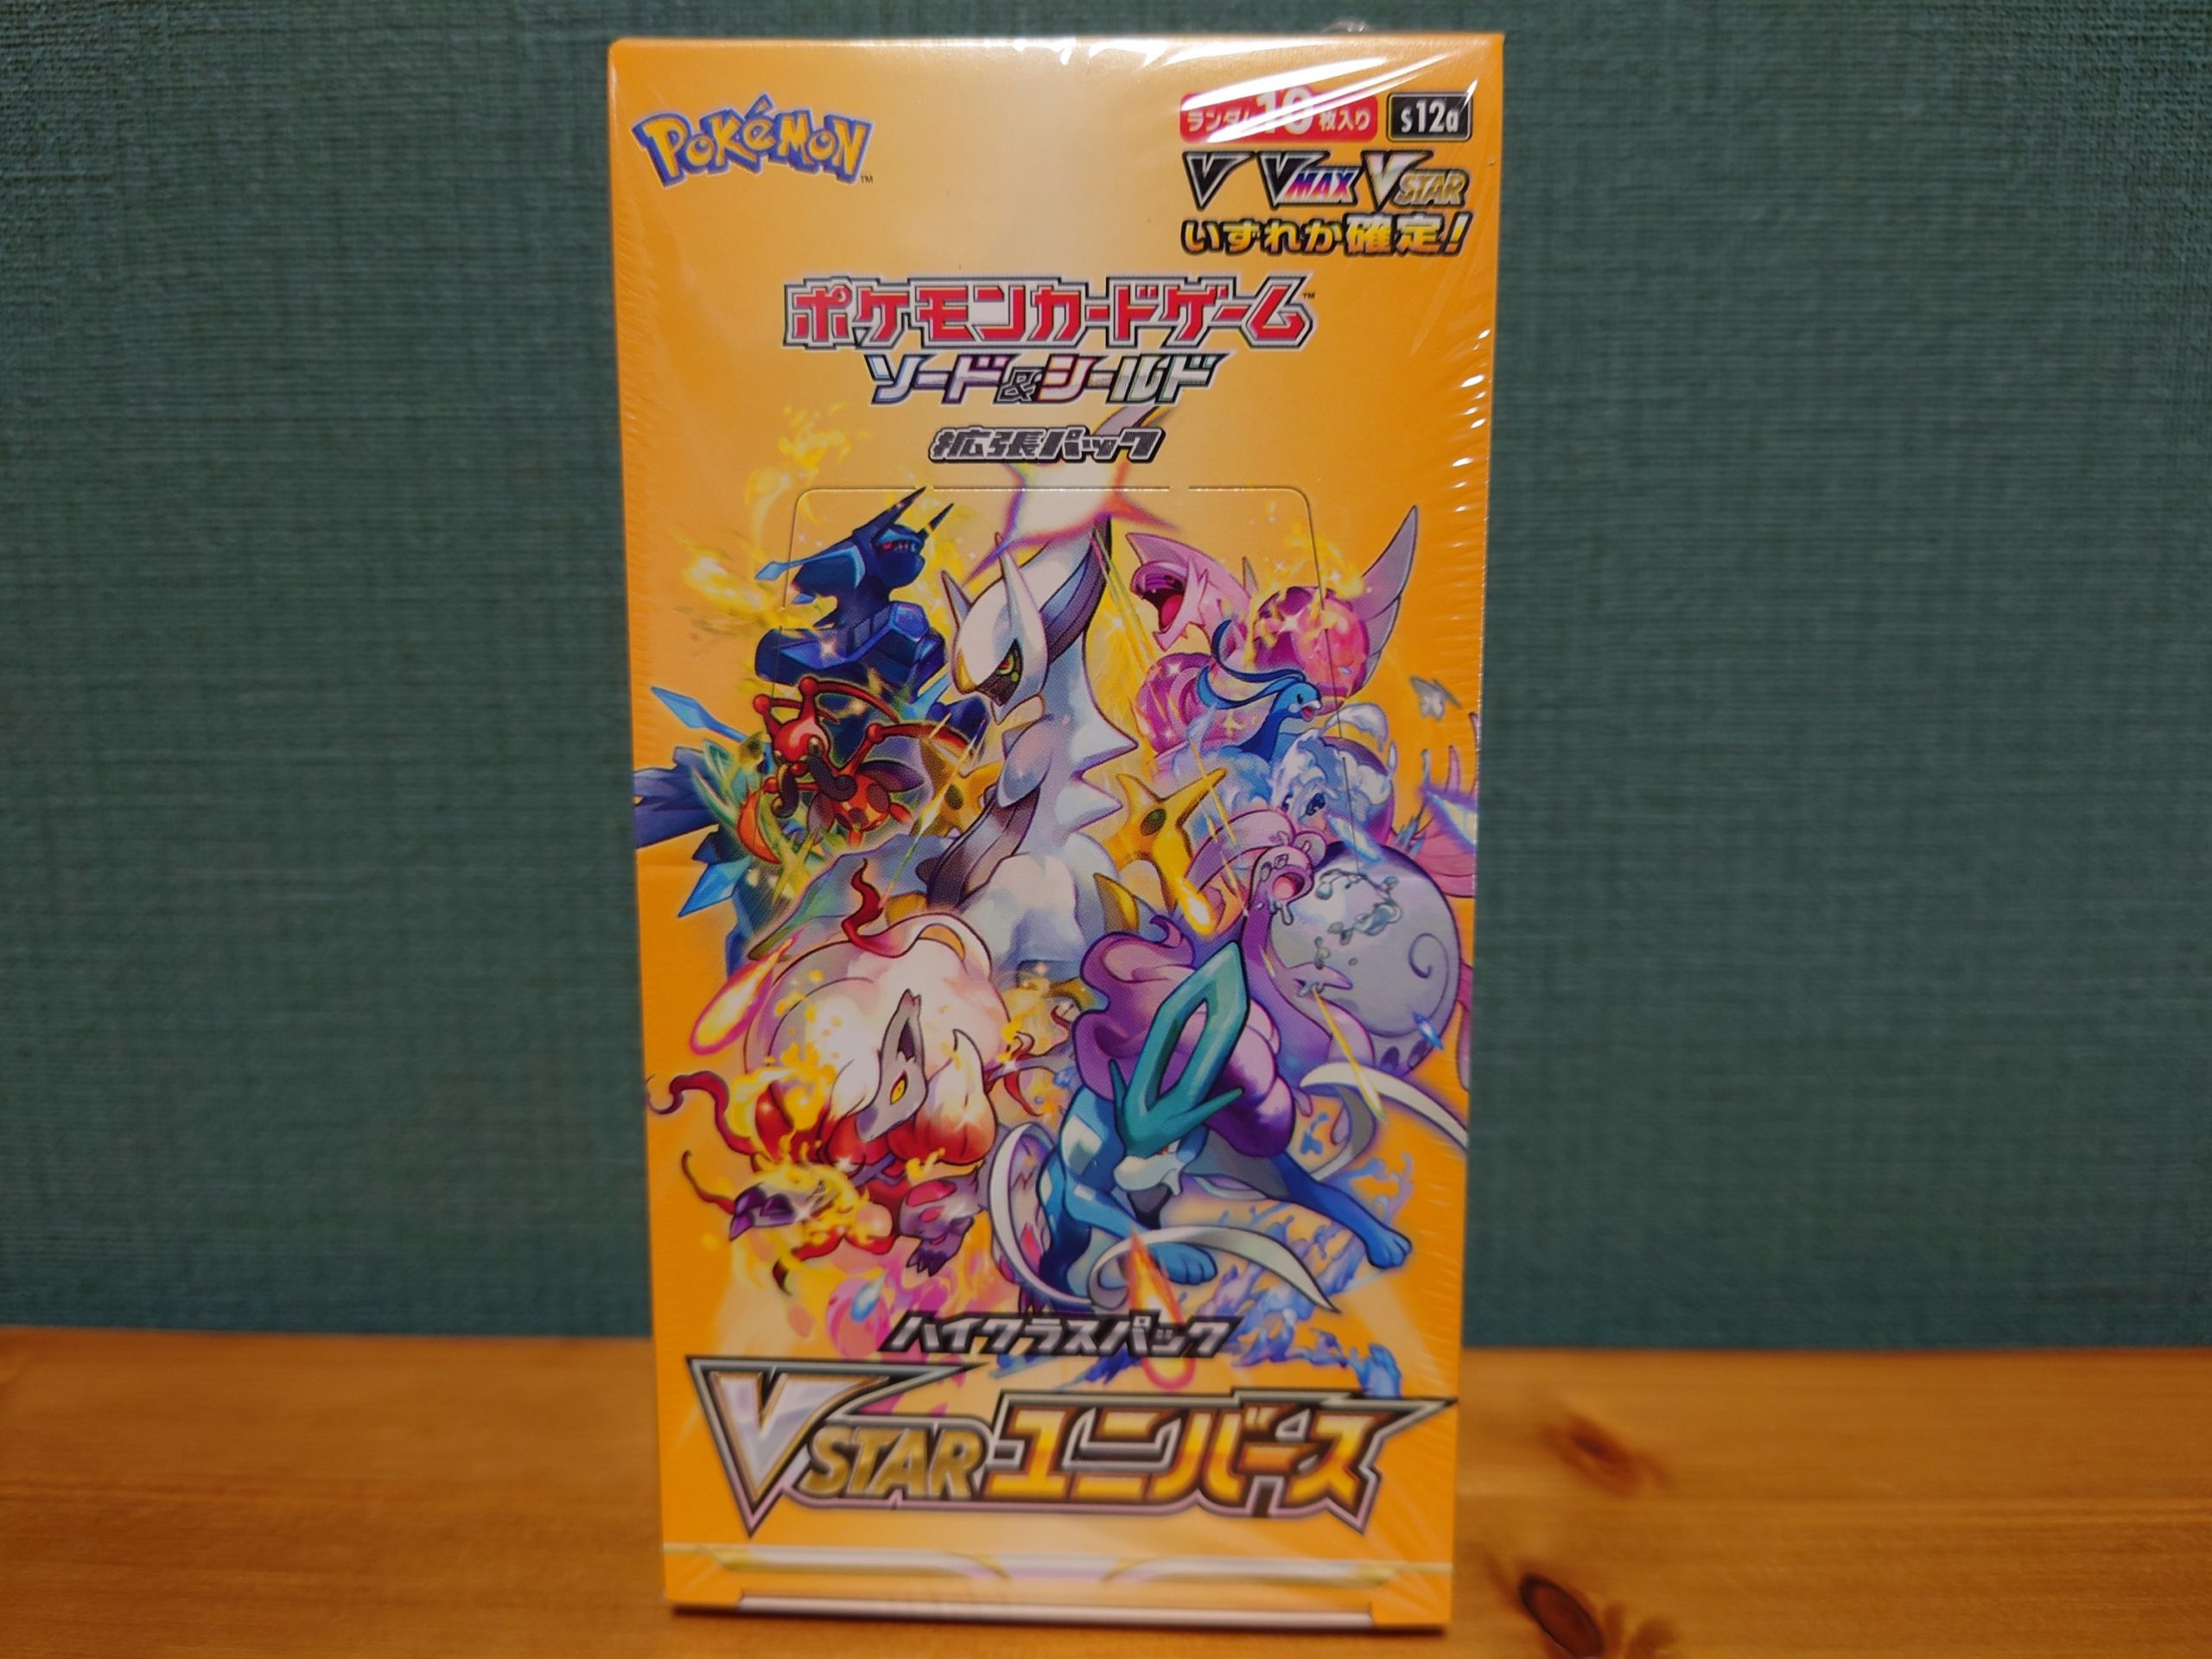 Pokémon™
ランダム10枚入り s12a
V VMAX VSTAR
いずれか確定!
ポケモンカードゲーム™
ソード&シールド
拡張パック
ハイクラスパック
VSTARユニバース